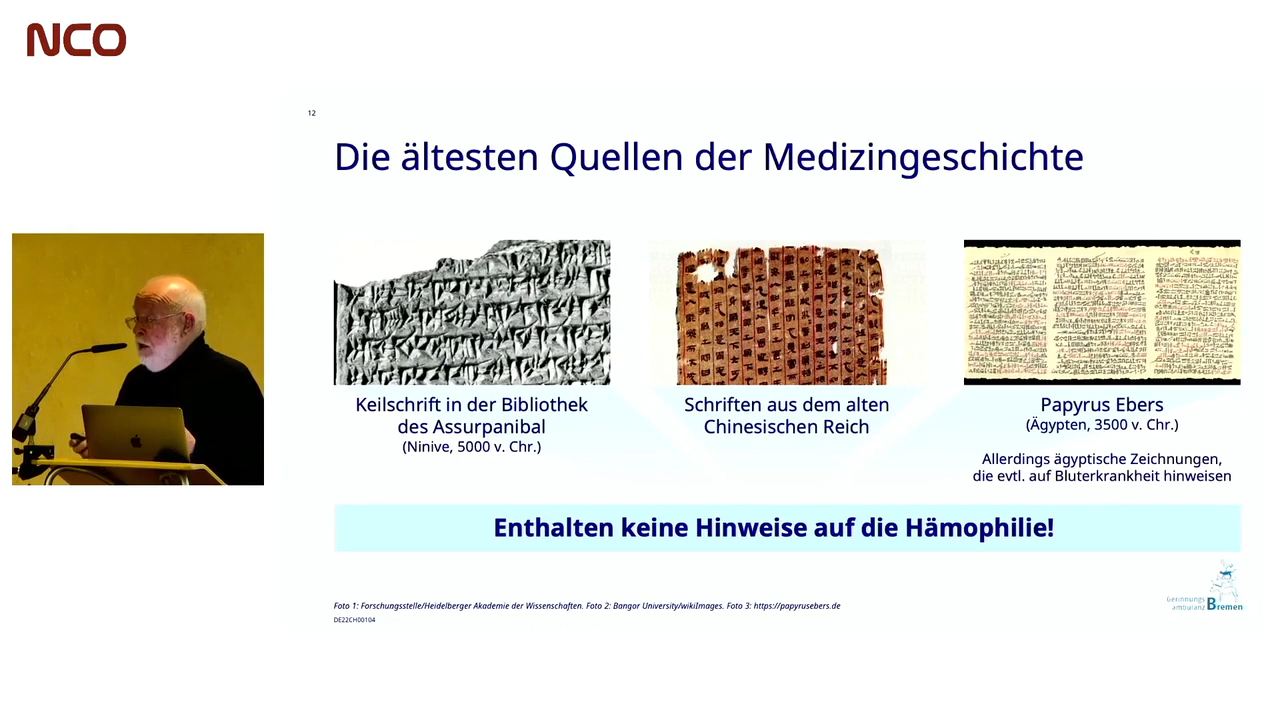 NCO
12
Die ältesten Quellen der Medizingeschichte
Keilschrift in der Bibliothek
des Assurpanibal
(Ninive, 5000 v. Chr.)
Schriften aus dem alten
Chinesischen Reich
Papyrus Ebers
(Ägypten, 3500 v. Chr.)
Allerdings ägyptische Zeichnungen,
die evtl. auf Bluterkrankheit hinweisen
Enthalten keine Hinweise auf die Hämophilie!
Foto 1: Forschungsstelle/Heidelberger Akademie der Wissenschaften. Foto 2: Bangor University/wikiImages. Foto 3: https://papyrusebers.de
DE22CH00104
Gerinnungs
ambulanz Bremen